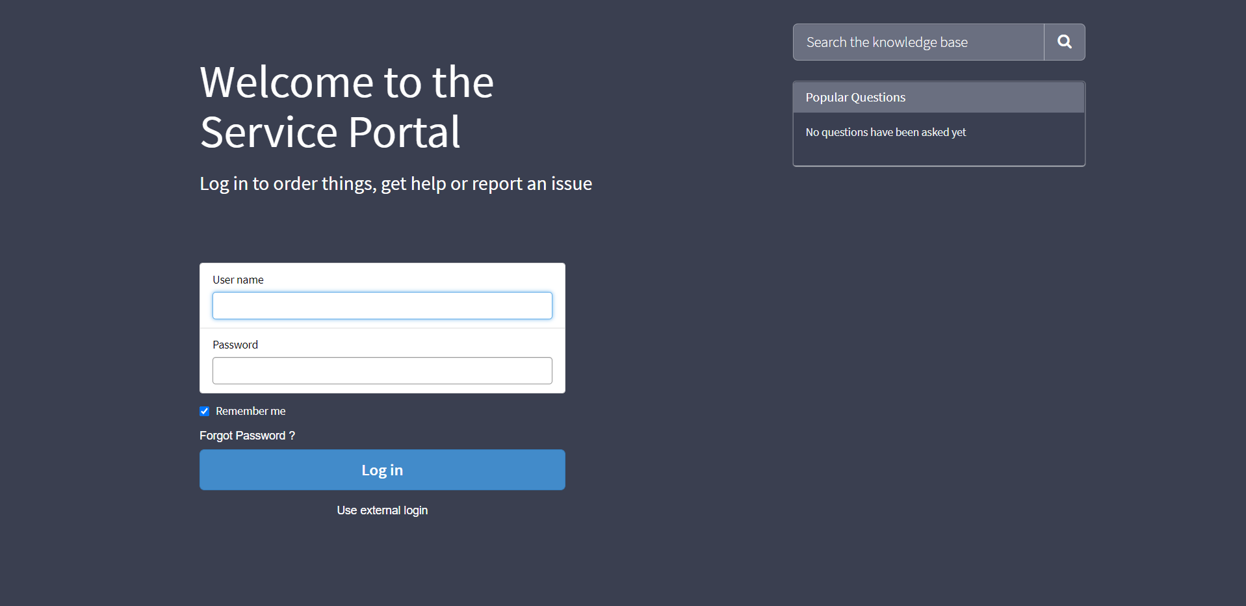 Welcome to the
Service Portal
Log in to order things, get help or report an issue
User name
Password
Remember me
Forgot Password ?
Log in
Use external login
Search the knowledge base
Popular Questions
No questions have been asked yet